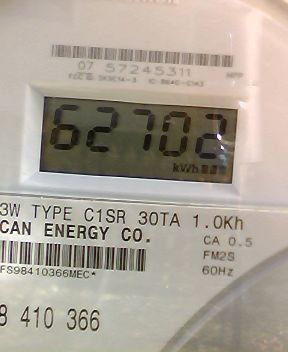 07 57245311
62702
kWh
3W TYPE C1SR 30TA 1.0Kh
CAN ENERGY CO.
CA 0.5
FM2S
FS98410366MEC*
60Hz
8 410 366